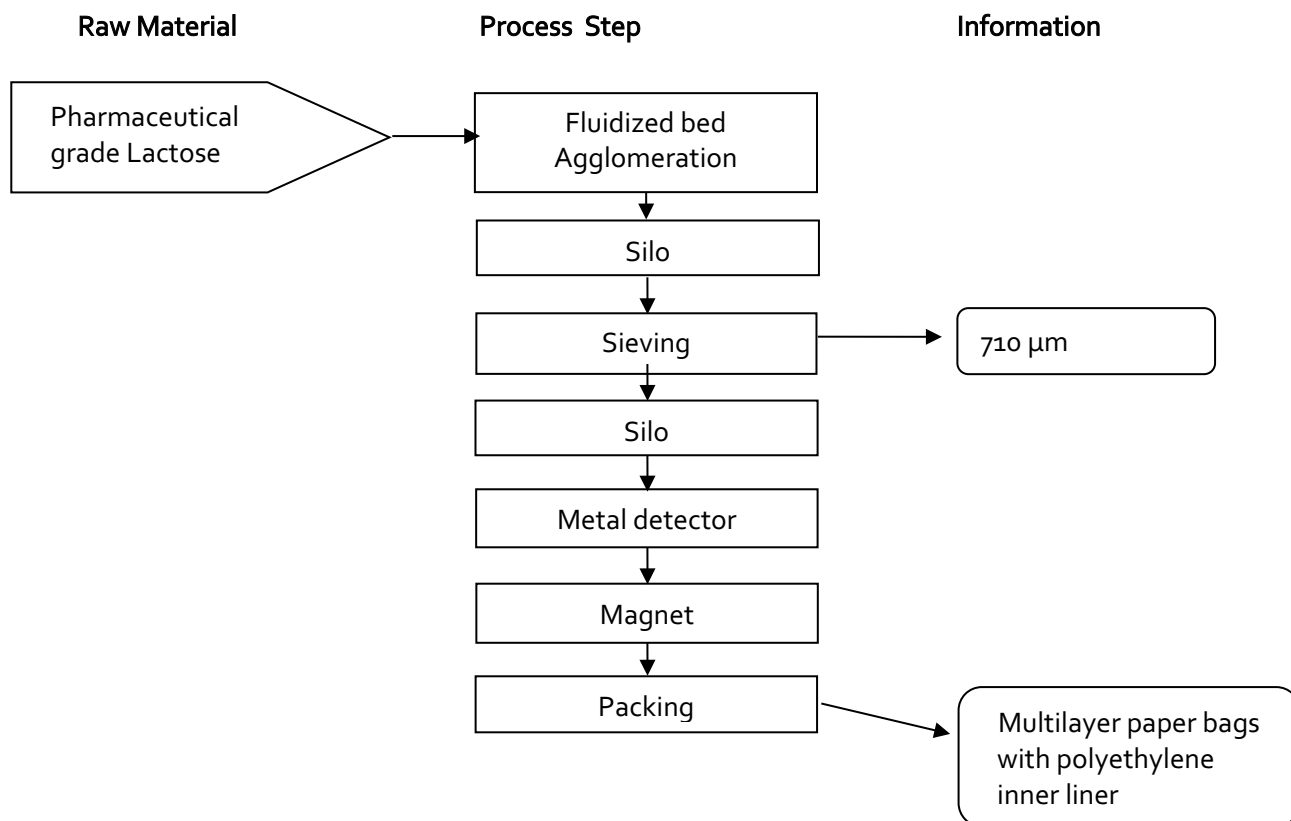 Raw Material
Process Step
Information
Pharmaceutical
grade Lactose
Fluidized bed
Agglomeration
Silo
Sieving
710 µm
Silo
Metal detector
Magnet
Packing
Multilayer paper bags
with polyethylene
inner liner